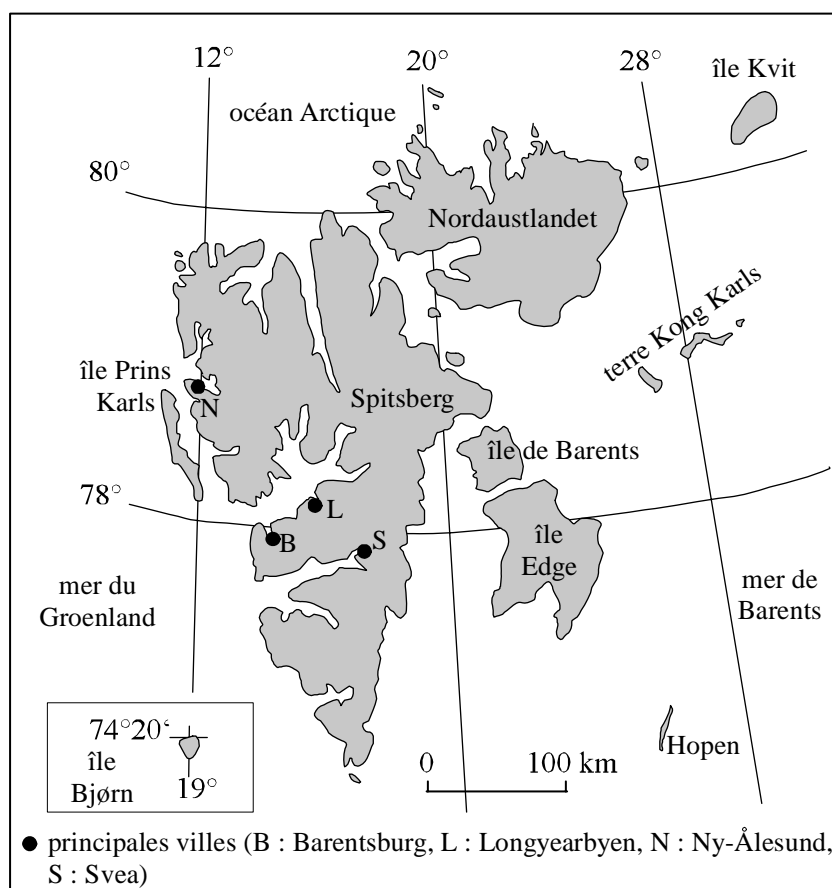 12°
20°
28°
île Kvit
océan Arctique
80°
Nordaustlandet
terre Kong Karls
île Prins
Karls
N
Spitsberg
île de Barents
78°
L
B
S
île
Edge
mer du
Groenland
mer de
Barents
74°20‘
île
Bjørn
19°
Hopen
0
100 km
● principales villes (B : Barentsburg, L : Longyearbyen, N : Ny-Ålesund,
S : Svea)